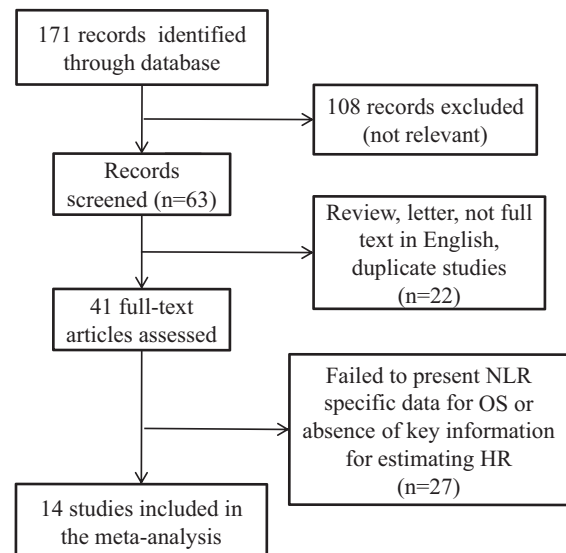 171 records identified
through database
108 records excluded
(not relevant)
Records
screened (n=63)
Review, letter, not full
text in English,
duplicate studies
(n=22)
41 full-text
articles assessed
Failed to present NLR
specific data for OS or
absence of key information
for estimating HR
(n=27)
14 studies included in
the meta-analysis